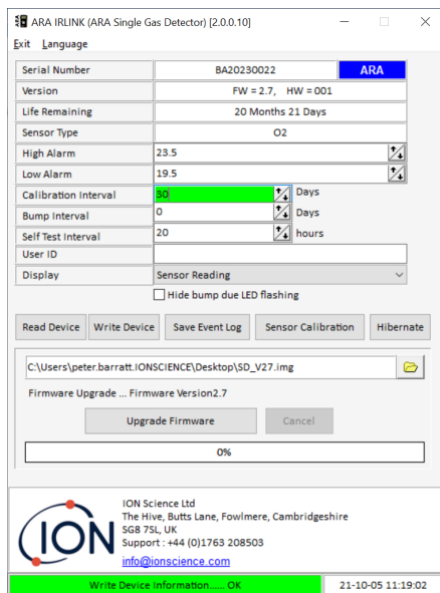 ARA IRLINK (ARA Single Gas Detector) [2.0.0.10]
Exit Language
Serial Number BA20230022 ARA
Version FW = 2.7, HW = 001
Life Remaining 20 Months 21 Days
Sensor Type O2
High Alarm 23.5
Low Alarm 19.5
Calibration Interval 30 Days
Bump Interval 0 Days
Self Test Interval 20 hours
User ID
Display Sensor Reading
Hide bump due LED flashing
Read Device Write Device Save Event Log Sensor Calibration Hibernate
C:\Users\peter.barratt.IONSCIENCE\Desktop\SD_V27.img
Firmware Upgrade ... Firmware Version2.7
Upgrade Firmware Cancel
0%
ION
ION Science Ltd
The Hive, Butts Lane, Fowlmere, Cambridgeshire
SG8 7SL, UK
Support : +44 (0)1763 208503
info@ionscience.com
Write Device Information...... OK 21-10-05 11:19:02